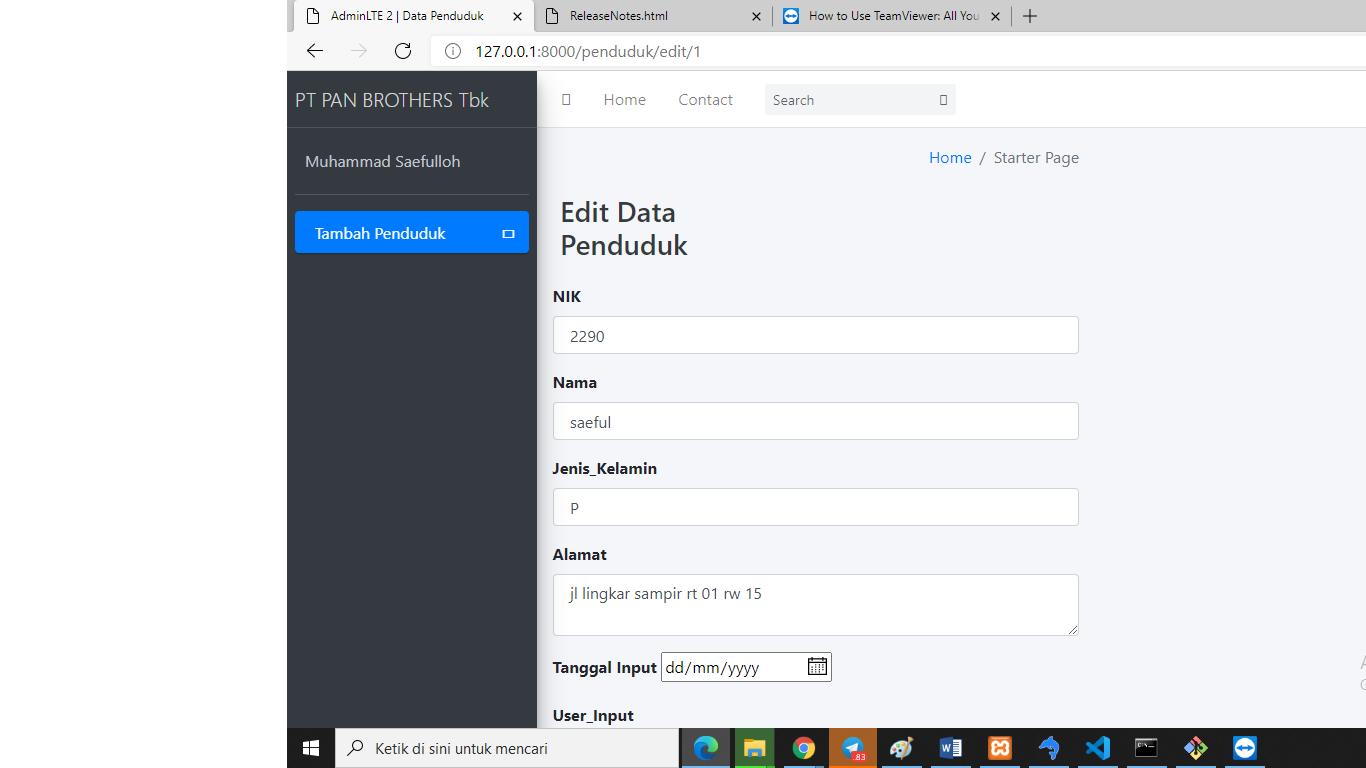 AdminLTE 2 | Data Penduduk
ReleaseNotes.html
How to Use TeamViewer: All You
127.0.0.1:8000/penduduk/edit/1
PT PAN BROTHERS Tbk
Home
Contact
Search
Muhammad Saefulloh
Home / Starter Page
Tambah Penduduk
Edit Data
Penduduk
NIK
2290
Nama
saeful
Jenis_Kelamin
P
Alamat
jl lingkar sampir rt 01 rw 15
Tanggal Input dd/mm/yyyy
User_Input
Ketik di sini untuk mencari
83